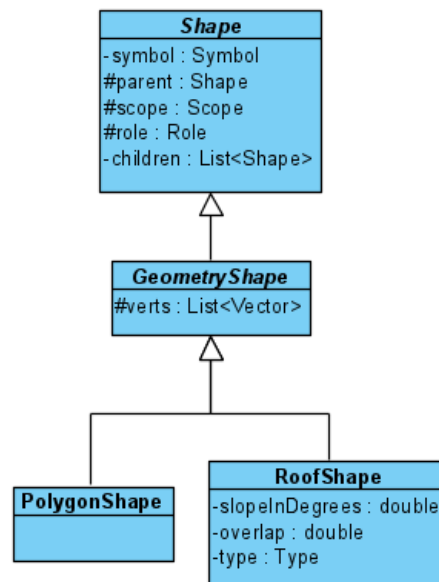 Shape
-symbol : Symbol
#parent : Shape
#scope : Scope
#role : Role
-children : List<Shape>
GeometryShape
#verts : List<Vector>
PolygonShape
RoofShape
-slopeInDegrees : double
-overlap : double
-type : Type